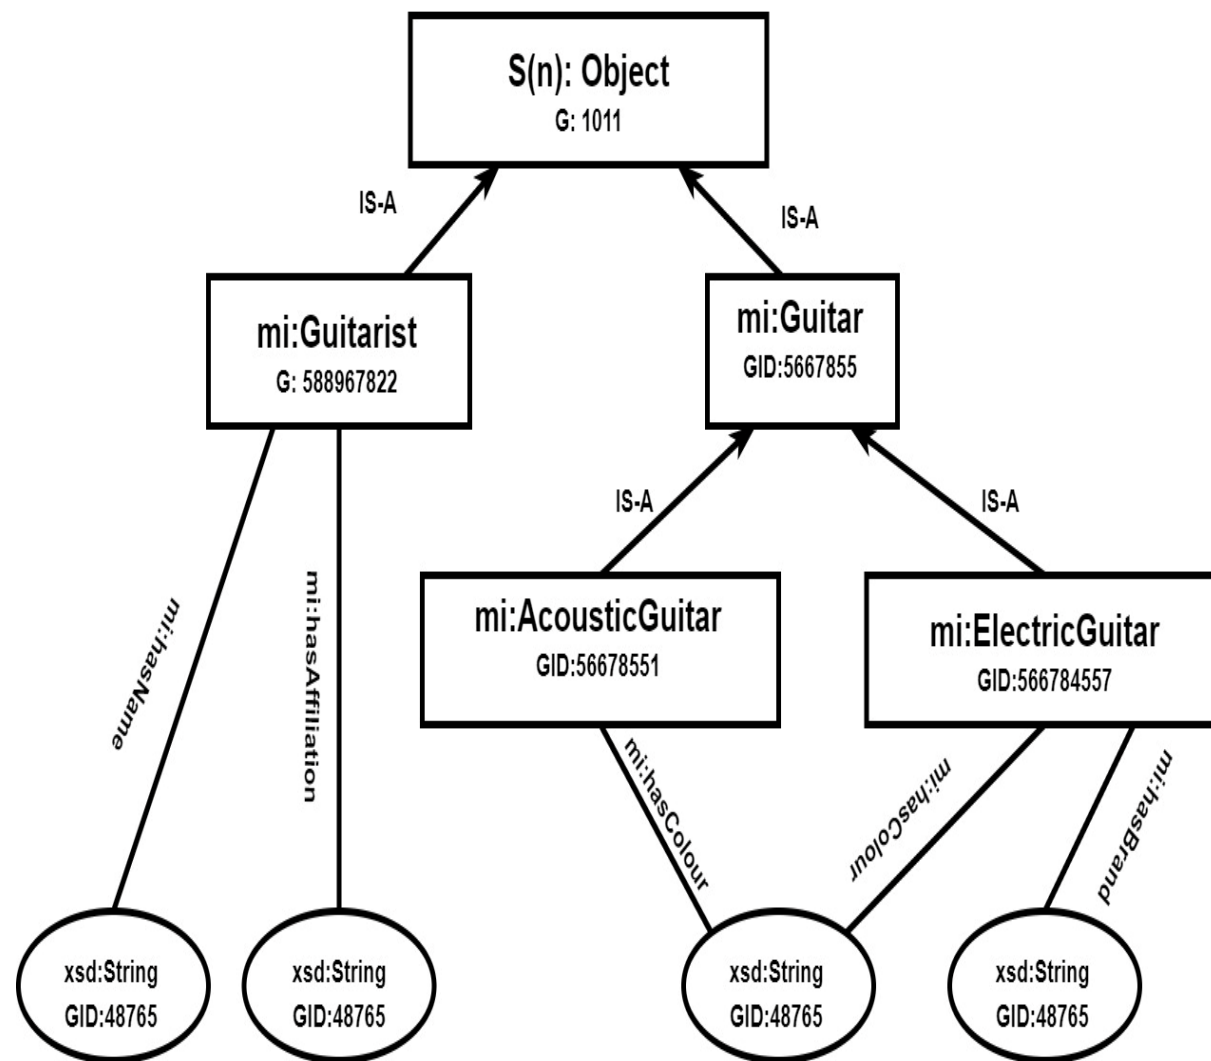 S(n): Object
G: 1011
IS-A
IS-A
mi:Guitarist
G: 588967822
mi:Guitar
GID:5667855
IS-A
IS-A
mi:AcousticGuitar
GID:56678551
mi:ElectricGuitar
GID:566784557
mi:hasName
mi:hasAffiliation
mi:hasColour
mi:hasColour
mi:hasBrand
xsd:String
GID:48765
xsd:String
GID:48765
xsd:String
GID:48765
xsd:String
GID:48765